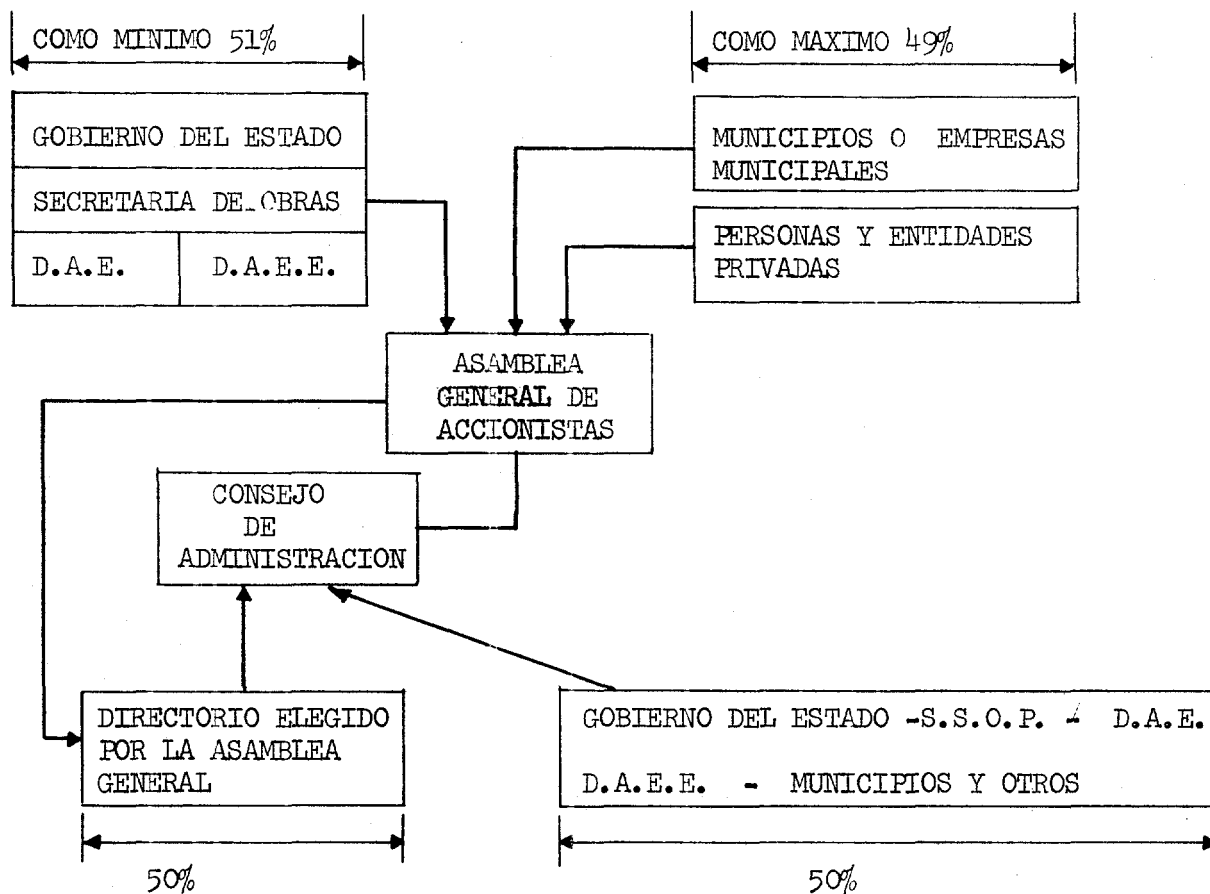 COMO MINIMO 51%
COMO MAXIMO 49%
GOBIERNO DEL ESTADO
SECRETARIA DE OBRAS
D.A.E.
D.A.E.E.
MUNICIPIOS O EMPRESAS
MUNICIPALES
PERSONAS Y ENTIDADES
PRIVADAS
ASAMBLEA
GENERAL DE
ACCIONISTAS
CONSEJO
DE
ADMINISTRACION
DIRECTORIO ELEGIDO
POR LA ASAMBLEA
GENERAL
GOBIERNO DEL ESTADO -S.S.O.P. - D.A.E.
D.A.E.E. - MUNICIPIOS Y OTROS
50%
50%